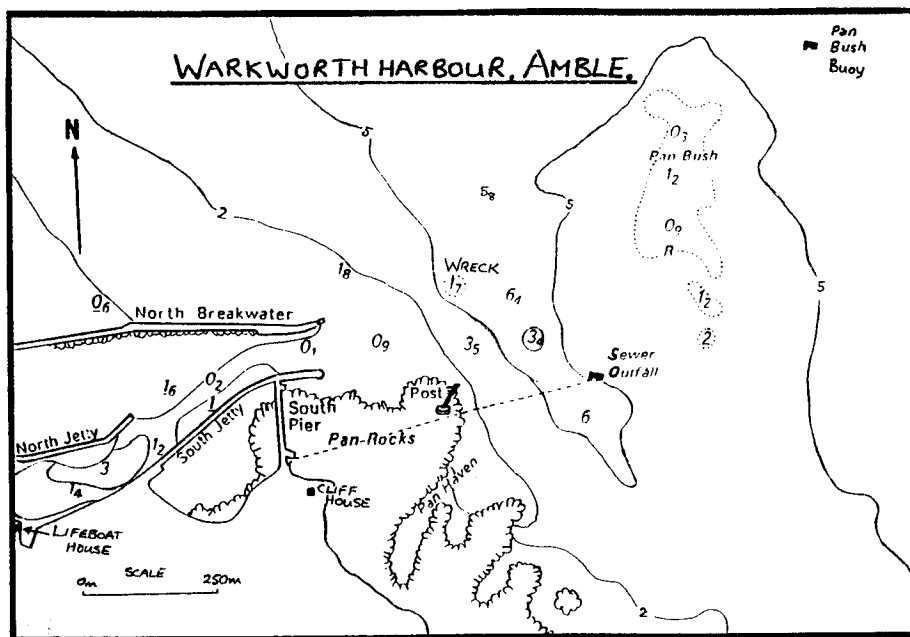 Pan
Bush
Buoy
WARKWORTH HARBOUR, AMBLE.
N
5
2
5₈
5
0₃
Pan Bush
1₂
0₉
R
1₈
WRECK
1₇
6₄
5
5
0₆
North Breakwater
0₁
0₉
3₅
3₄
1₂
2
Sewer
Outfall
1₆
0₂
1
Post
6
South
Pier
South Jetty
Pan-Rocks
North Jetty
1₂
3
1₄
Pan Haven
CLIFF
HOUSE
LIFEBOAT
HOUSE
SCALE
0m 250m
2